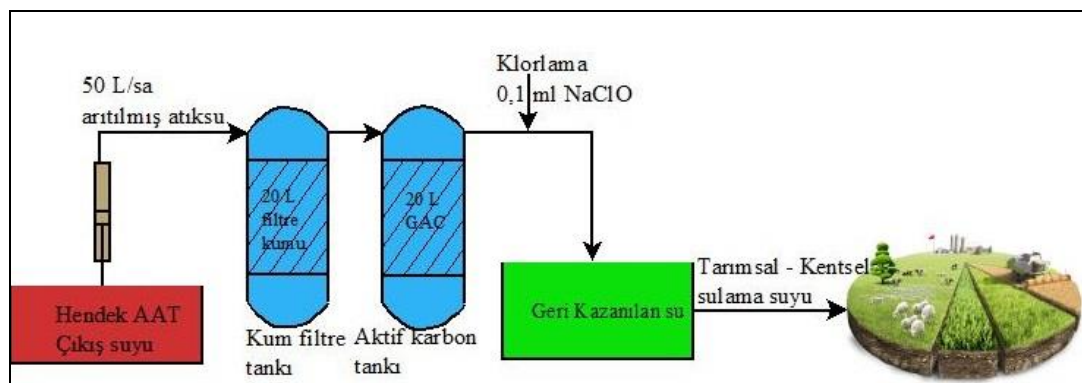 50 L/sa
arıtılmış atıksu
Klorlama
0,1 ml NaClO
20 L
filtre
kumu
20 L
GAC
Hendek AAT
Çıkış suyu
Kum filtre
tankı
Aktif karbon
tankı
Geri Kazanılan su
Tarımsal - Kentsel
sulama suyu